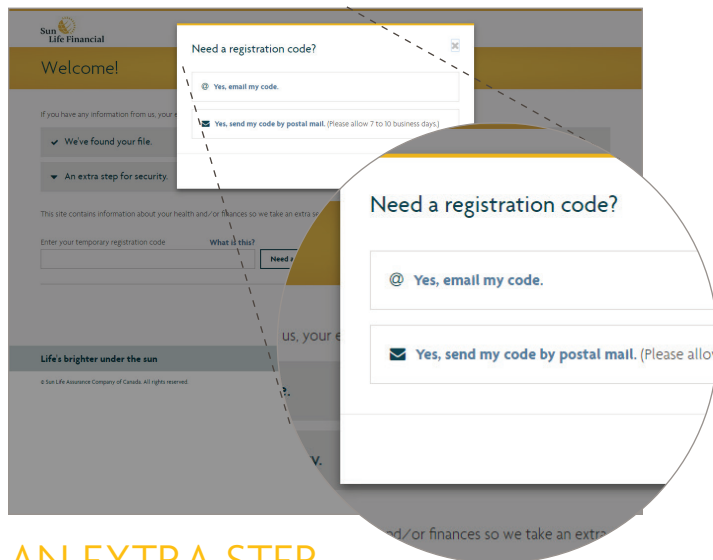 Sun
Life Financial
Welcome!
Need a registration code?
@ Yes, email my code.
Yes, send my code by postal mail. (Please allow 7 to 10 business days.)
If you have any information from us, your e
We've found your file.
An extra step for security.
This site contains information about your health and/or finances so we take an extra se
Enter your temporary registration code
What is this?
Need a
Life's brighter under the sun
© Sun Life Assurance Company of Canada. All rights reserved.
Need a registration code?
@ Yes, email my code.
Yes, send my code by postal mail. (Please allo
us, your e
e.
y.
nd/or finances so we take an extra
AN EXTRA STEP